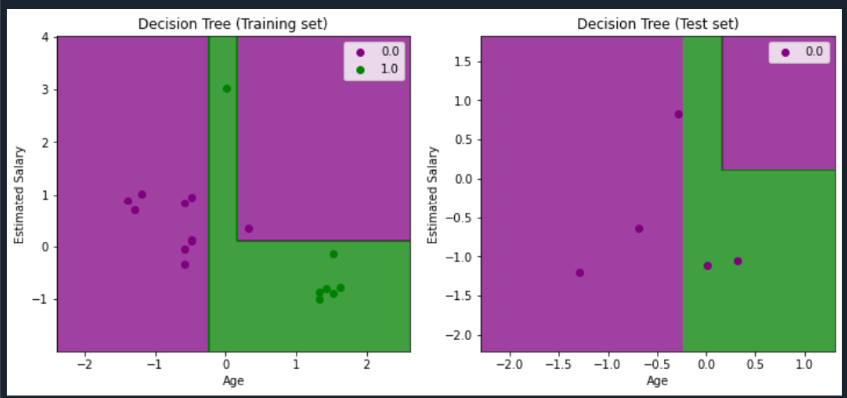 Decision Tree (Training set)
4
3
2
1
0
−1
Estimated Salary
0.0
1.0
−2 −1 0 1 2
Age
Decision Tree (Test set)
1.5
1.0
0.5
0.0
−0.5
−1.0
−1.5
−2.0
Estimated Salary
0.0
−2.0 −1.5 −1.0 −0.5 0.0 0.5 1.0
Age